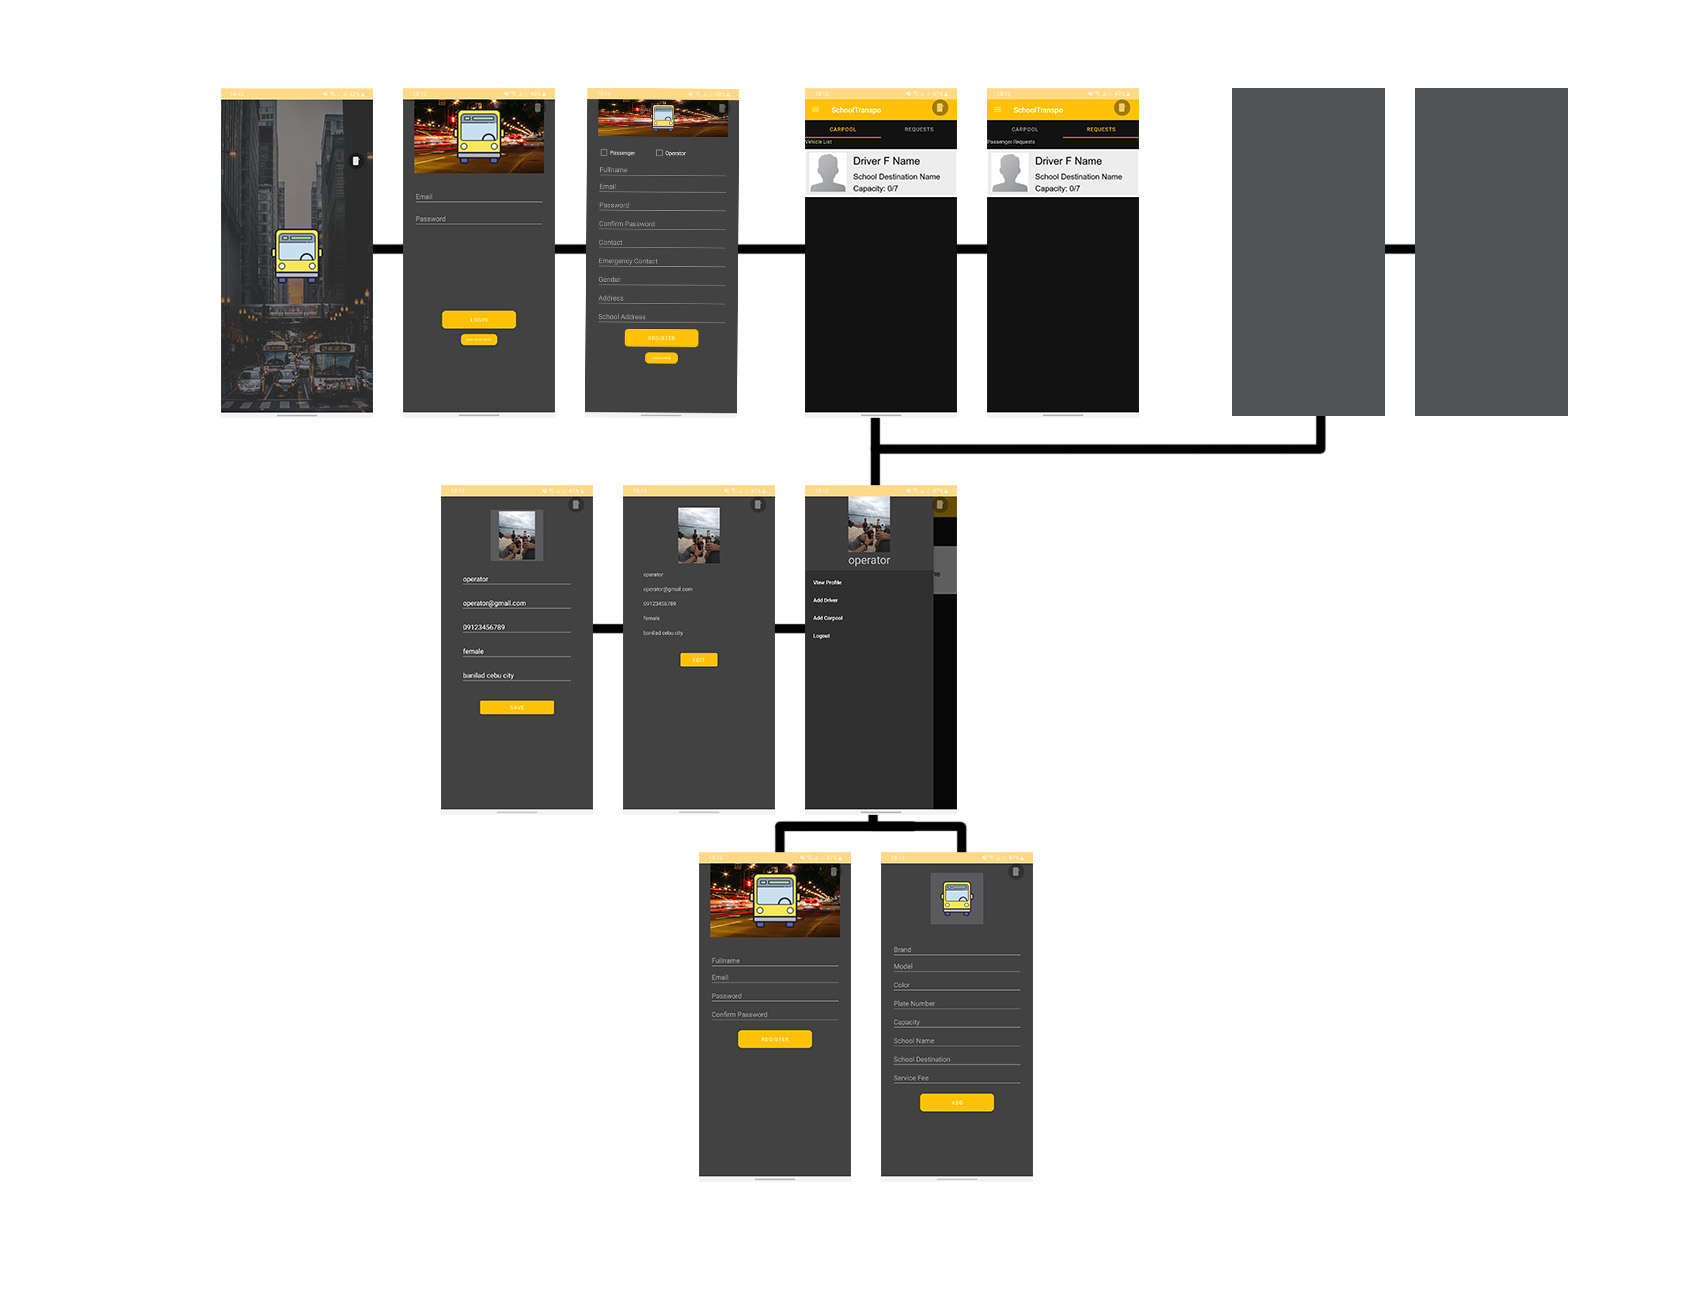 Email
Password
LOGIN
Passenger
Operator
Fullname
Email
Password
Confirm Password
Contact
Emergency Contact
Gender
Address
School Address
REGISTER
SchoolTranspo
CARPOOL REQUESTS
Vehicle List
Driver F Name
School Destination Name
Capacity: 0/7
SchoolTranspo
CARPOOL REQUESTS
Passenger Requests
Driver F Name
School Destination Name
Capacity: 0/7
operator
operator@gmail.com
09123456789
female
banilad cebu city
SAVE
operator
operator@gmail.com
09123456789
female
banilad cebu city
EDIT
operator
View Profile
Add Driver
Add Carpool
Logout
Fullname
Email
Password
Confirm Password
REGISTER
Brand
Model
Color
Plate Number
Capacity
School Name
School Destination
Service Fee
ADD